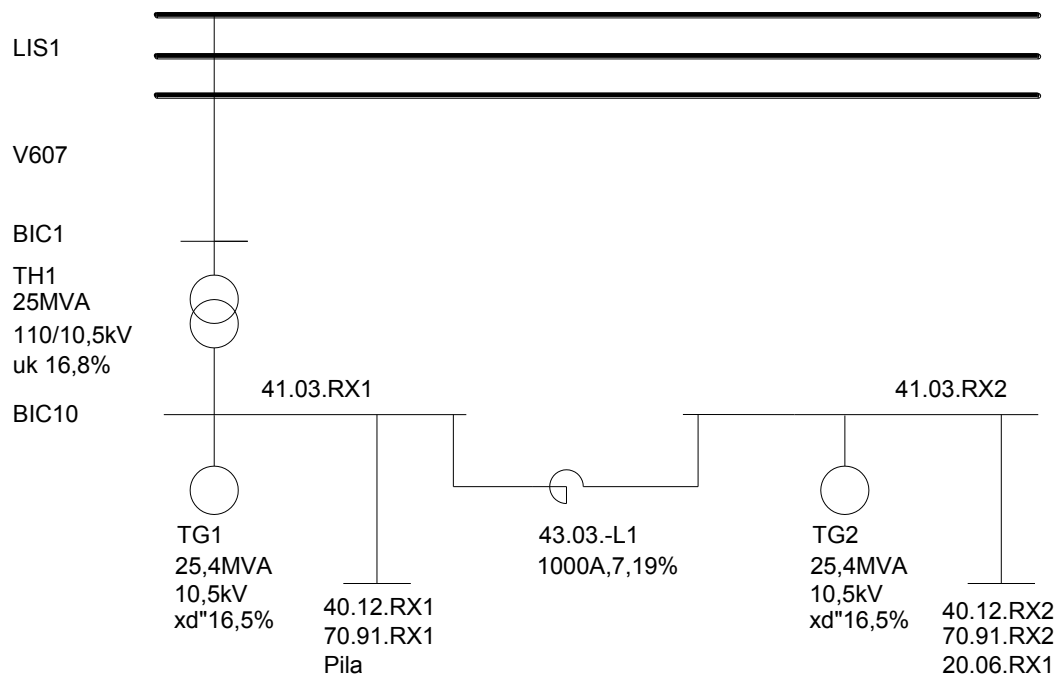 LIS1
V607
BIC1
TH1
25MVA
110/10,5kV
uk 16,8%
41.03.RX1
41.03.RX2
BIC10
TG1
25,4MVA
10,5kV
xd"16,5%
40.12.RX1
70.91.RX1
Pila
43.03.-L1
1000A,7,19%
TG2
25,4MVA
10,5kV
xd"16,5%
40.12.RX2
70.91.RX2
20.06.RX1